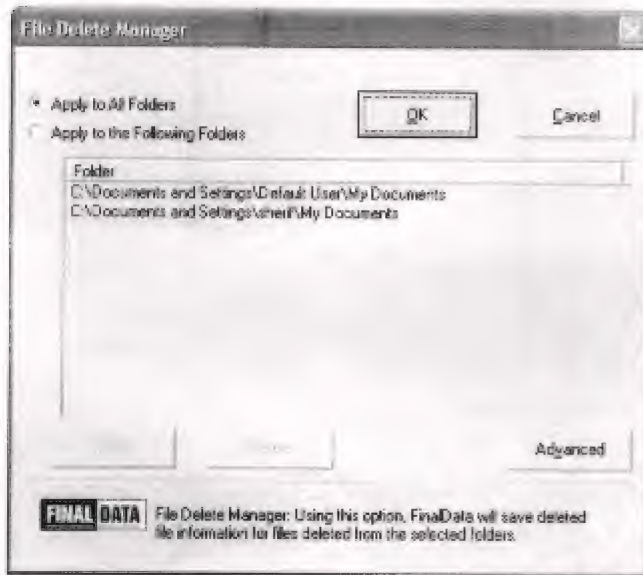 File Delete Manager
Apply to All Folders
OK
Cancel
Apply to the Following Folders
Folder
C:\Documents and Settings\Default User\My Documents
C:\Documents and Settings\sherif\My Documents
Advanced
FINAL DATA
File Delete Manager: Using this option, FinalData will save deleted
file information for files deleted from the selected folders.